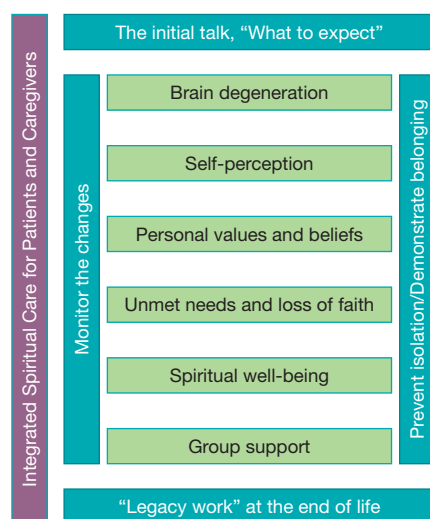 Integrated Spiritual Care for Patients and Caregivers
The initial talk, “What to expect”
Monitor the changes
Brain degeneration
Self-perception
Personal values and beliefs
Unmet needs and loss of faith
Spiritual well-being
Group support
Prevent isolation/Demonstrate belonging
“Legacy work” at the end of life